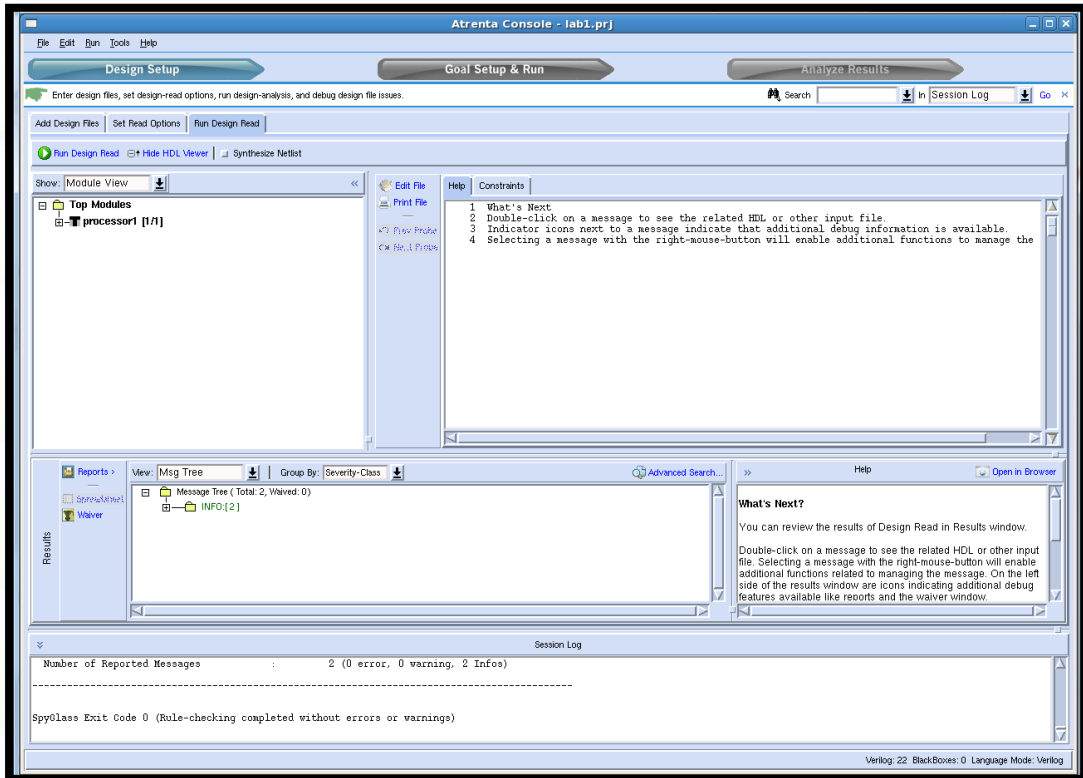 Atrenta Console - lab1.prj
File Edit Run Tools Help
Design Setup
Goal Setup & Run
Analyze Results
Enter design files, set design-read options, run design-analysis, and debug design file issues.
Search
In Session Log
Go
Add Design Files
Set Read Options
Run Design Read
Run Design Read
Hide HDL Viewer
Synthesize Netlist
Show: Module View
Top Modules
processor1 [1/1]
Edit File
Print File
Prev Probe
Next Probe
Help
Constraints
1 What's Next
2 Double-click on a message to see the related HDL or other input file.
3 Indicator icons next to a message indicate that additional debug information is available.
4 Selecting a message with the right-mouse-button will enable additional functions to manage the
Results
Reports >
Spreadsheet
Waiver
View: Msg Tree
Group By: Severity-Class
Advanced Search...
Message Tree ( Total: 2, Waived: 0)
INFO:[ 2 ]
Help
Open in Browser
What's Next?
You can review the results of Design Read in Results window.
Double-click on a message to see the related HDL or other input
file. Selecting a message with the right-mouse-button will enable
additional functions related to managing the message. On the left
side of the results window are icons indicating additional debug
features available like reports and the waiver window.
Session Log
Number of Reported Messages : 2 (0 error, 0 warning, 2 Infos)
--------------------------------------------------------------------------------------------
SpyGlass Exit Code 0 (Rule-checking completed without errors or warnings)
Verilog: 22 BlackBoxes: 0 Language Mode: Verilog